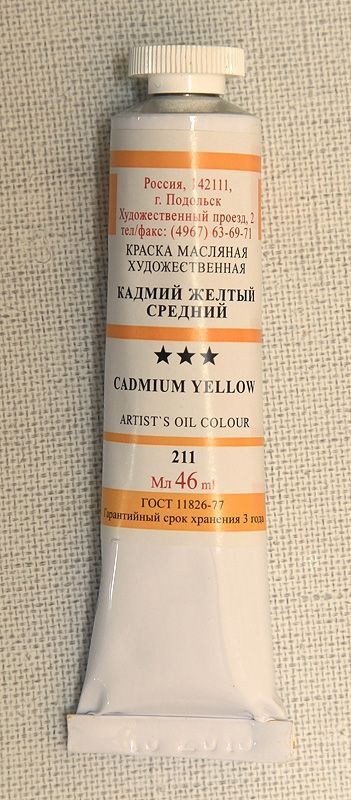 Россия, 142111,
г. Подольск
Художественный проезд, 2
тел/факс: (4967) 63-69-71
КРАСКА МАСЛЯНАЯ
ХУДОЖЕСТВЕННАЯ
КАДМИЙ ЖЕЛТЫЙ
СРЕДНИЙ
★★★
CADMIUM YELLOW
ARTIST`S OIL COLOUR
211
Мл 46 ml
ГОСТ 11826-77
Гарантийный срок хранения 3 года